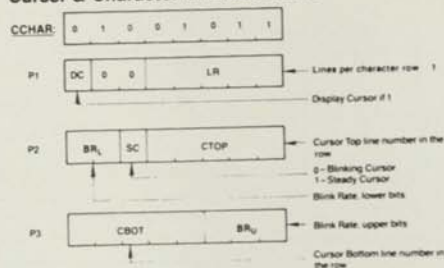 CCHAR: 0 1 0 0 1 0 1 1
P1 DC 0 0 LR Lines per character row 1
Display Cursor if 1
P2 BRL SC CTOP Cursor Top line number in the
row
0 – Blinking Cursor
1 – Steady Cursor
Blink Rate, lower bits
P3 CBOT BRU Blink Rate, upper bits
Cursor Bottom line number in
the row